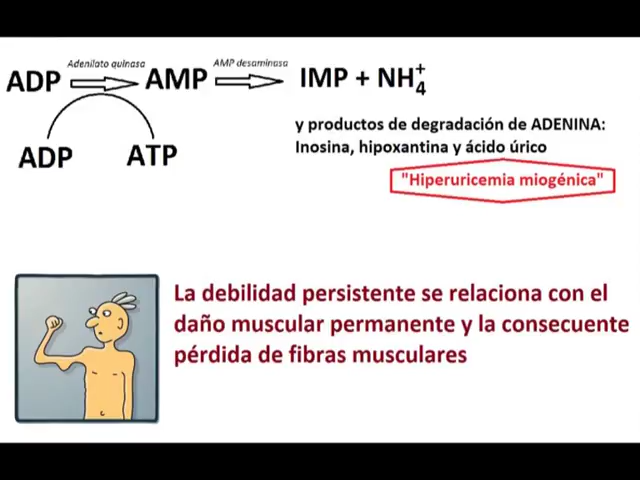 Adenilato quinasa
AMP desaminasa
ADP AMP IMP + NH4+
ADP ATP
y productos de degradación de ADENINA:
Inosina, hipoxantina y ácido úrico
"Hiperuricemia miogénica"
La debilidad persistente se relaciona con el
daño muscular permanente y la consecuente
pérdida de fibras musculares